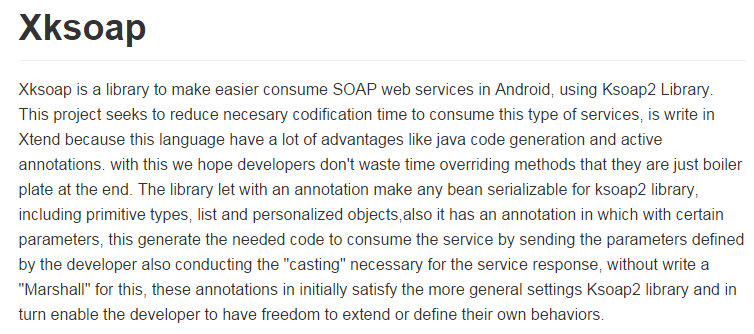 Xksoap
Xksoap is a library to make easier consume SOAP web services in Android, using Ksoap2 Library.
This project seeks to reduce necesary codification time to consume this type of services, is write in
Xtend because this language have a lot of advantages like java code generation and active
annotations. with this we hope developers don't waste time overriding methods that they are just boiler
plate at the end. The library let with an annotation make any bean serializable for ksoap2 library,
including primitive types, list and personalized objects,also it has an annotation in which with certain
parameters, this generate the needed code to consume the service by sending the parameters defined
by the developer also conducting the "casting" necessary for the service response, without write a
"Marshall" for this, these annotations in initially satisfy the more general settings Ksoap2 library and in
turn enable the developer to have freedom to extend or define their own behaviors.